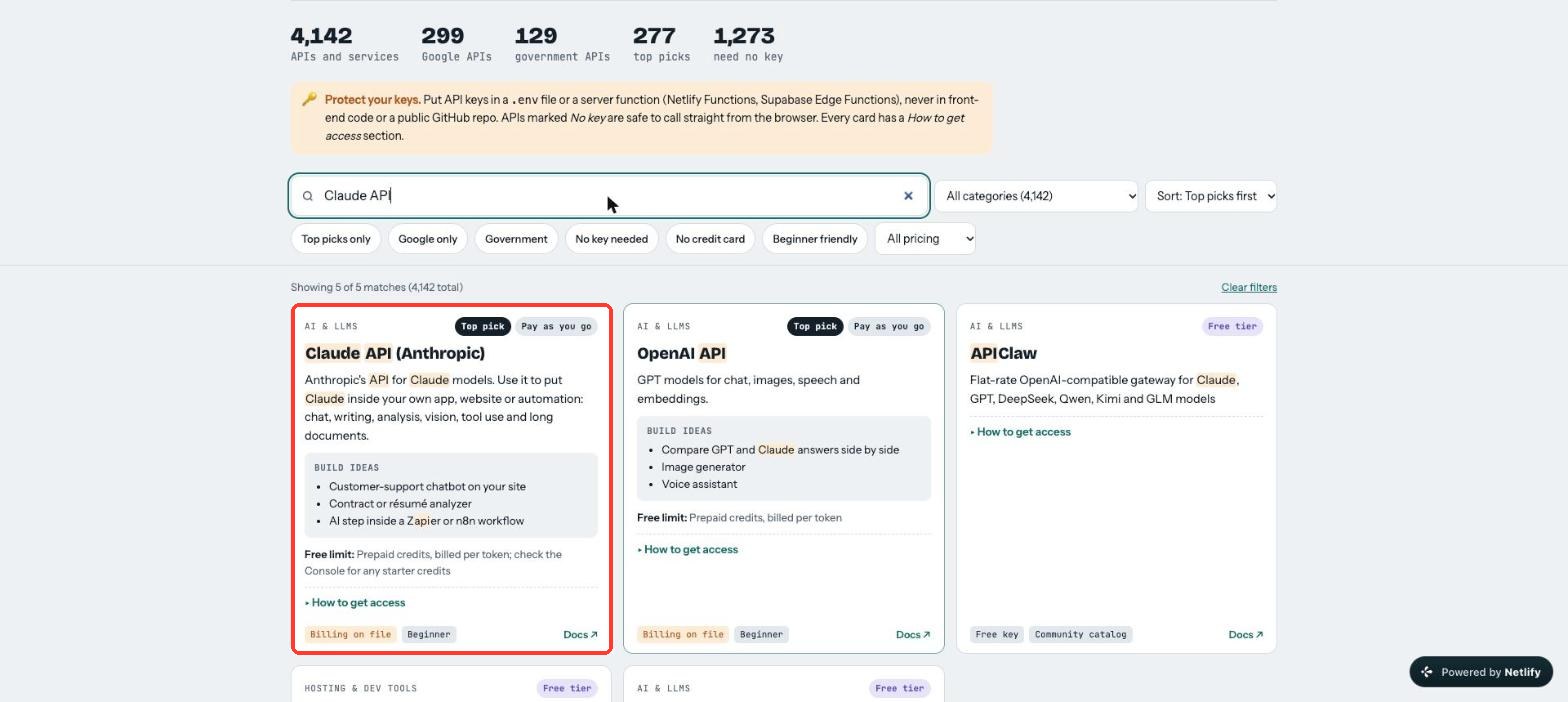 4,142
APIs and services
299
Google APIs
129
government APIs
277
top picks
1,273
need no key
Protect your keys. Put API keys in a .env file or a server function (Netlify Functions, Supabase Edge Functions), never in front-
end code or a public GitHub repo. APIs marked No key are safe to call straight from the browser. Every card has a How to get
access section.
Claude API
All categories (4,142)
Sort: Top picks first
Top picks only
Google only
Government
No key needed
No credit card
Beginner friendly
All pricing
Showing 5 of 5 matches (4,142 total)
Clear filters
AI & LLMS
Top pick
Pay as you go
Claude API (Anthropic)
Anthropic's API for Claude models. Use it to put
Claude inside your own app, website or automation:
chat, writing, analysis, vision, tool use and long
documents.
BUILD IDEAS
• Customer-support chatbot on your site
• Contract or résumé analyzer
• AI step inside a Zapier or n8n workflow
Free limit: Prepaid credits, billed per token; check the
Console for any starter credits
▸ How to get access
Billing on file
Beginner
Docs ↗
AI & LLMS
Top pick
Pay as you go
OpenAI API
GPT models for chat, images, speech and
embeddings.
BUILD IDEAS
• Compare GPT and Claude answers side by side
• Image generator
• Voice assistant
Free limit: Prepaid credits, billed per token
▸ How to get access
Billing on file
Beginner
Docs ↗
AI & LLMS
Free tier
APIClaw
Flat-rate OpenAI-compatible gateway for Claude,
GPT, DeepSeek, Qwen, Kimi and GLM models
▸ How to get access
Free key
Community catalog
Docs ↗
HOSTING & DEV TOOLS
Free tier
AI & LLMS
Free tier
Powered by Netlify